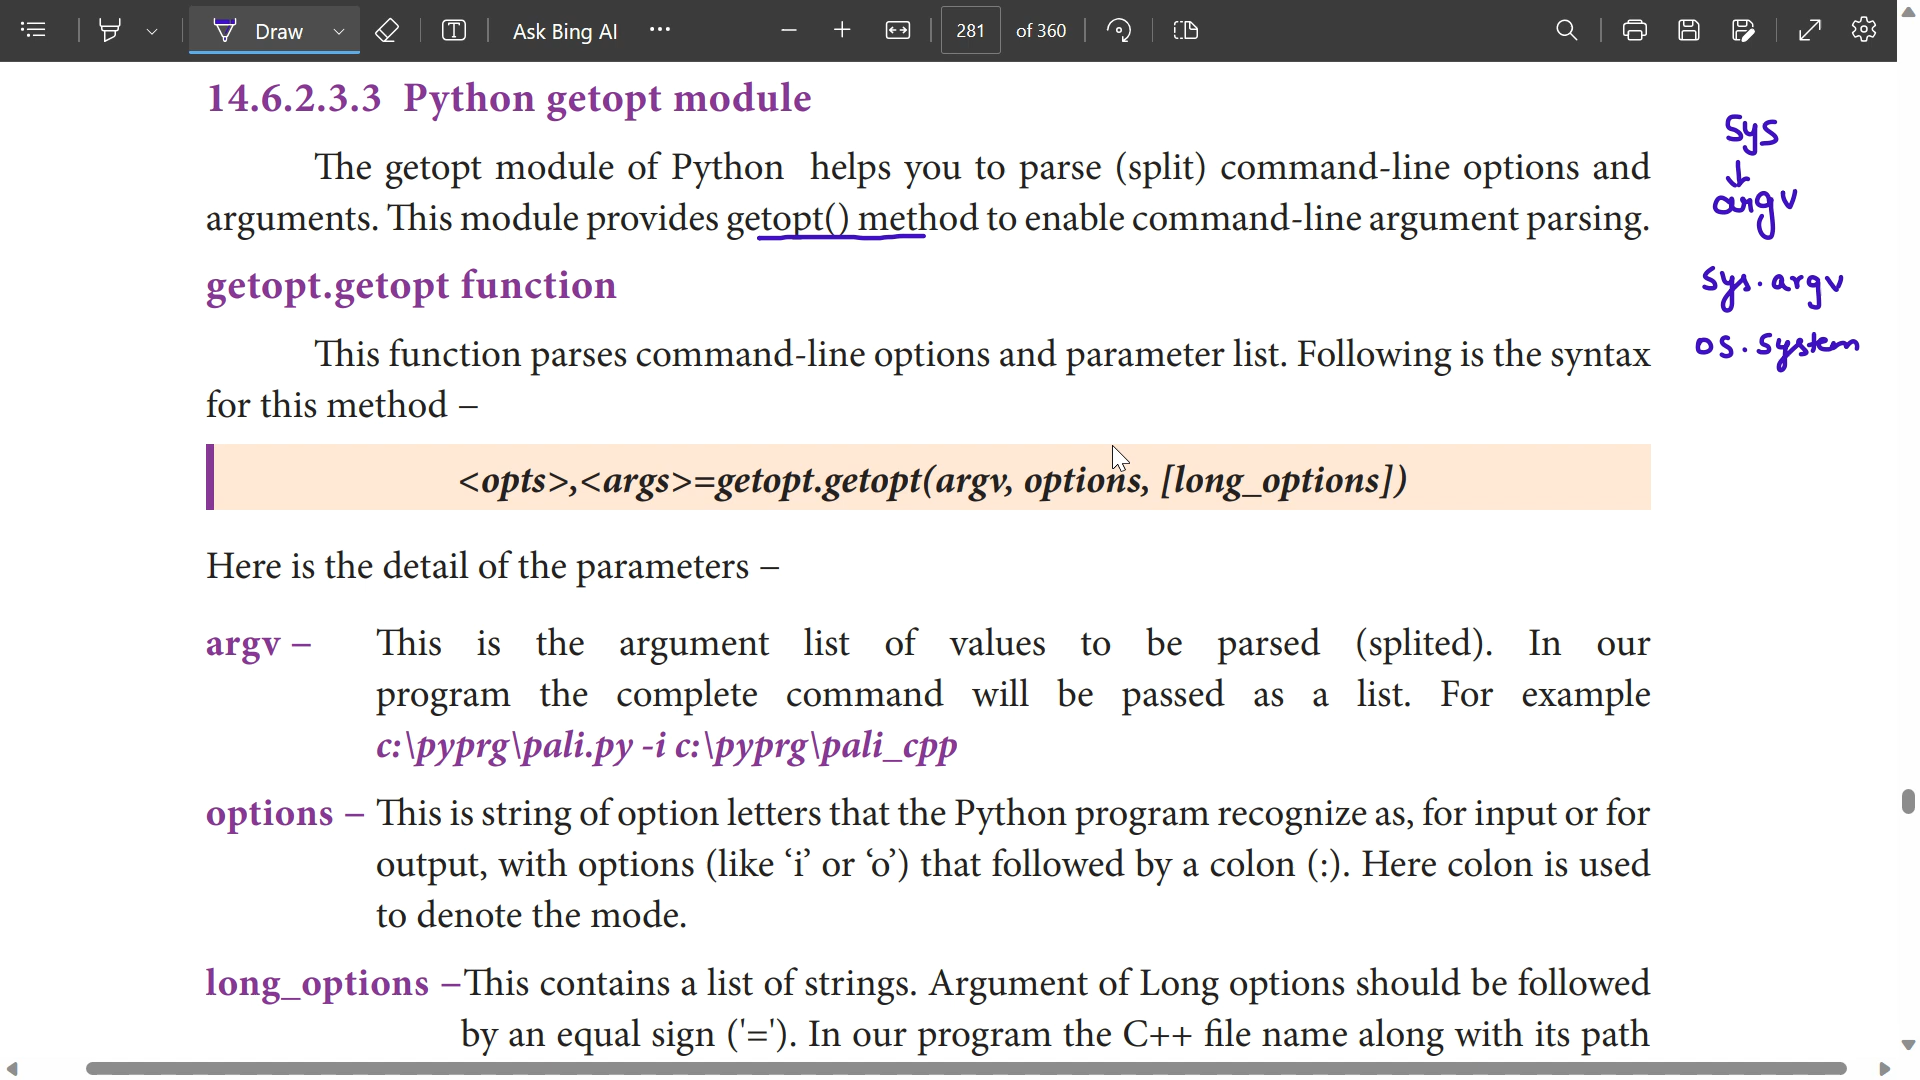 Draw
Ask Bing AI
281 of 360
14.6.2.3.3 Python getopt module
The getopt module of Python helps you to parse (split) command-line options and
arguments. This module provides getopt() method to enable command-line argument parsing.
getopt.getopt function
This function parses command-line options and parameter list. Following is the syntax
for this method –
<opts>,<args>=getopt.getopt(argv, options, [long_options])
Here is the detail of the parameters –
argv – This is the argument list of values to be parsed (splited). In our
program the complete command will be passed as a list. For example
c:\pyprg\pali.py -i c:\pyprg\pali_cpp
options – This is string of option letters that the Python program recognize as, for input or for
output, with options (like ‘i’ or ‘o’) that followed by a colon (:). Here colon is used
to denote the mode.
long_options –This contains a list of strings. Argument of Long options should be followed
by an equal sign ('='). In our program the C++ file name along with its path
sys
argv
sys.argv
os.system